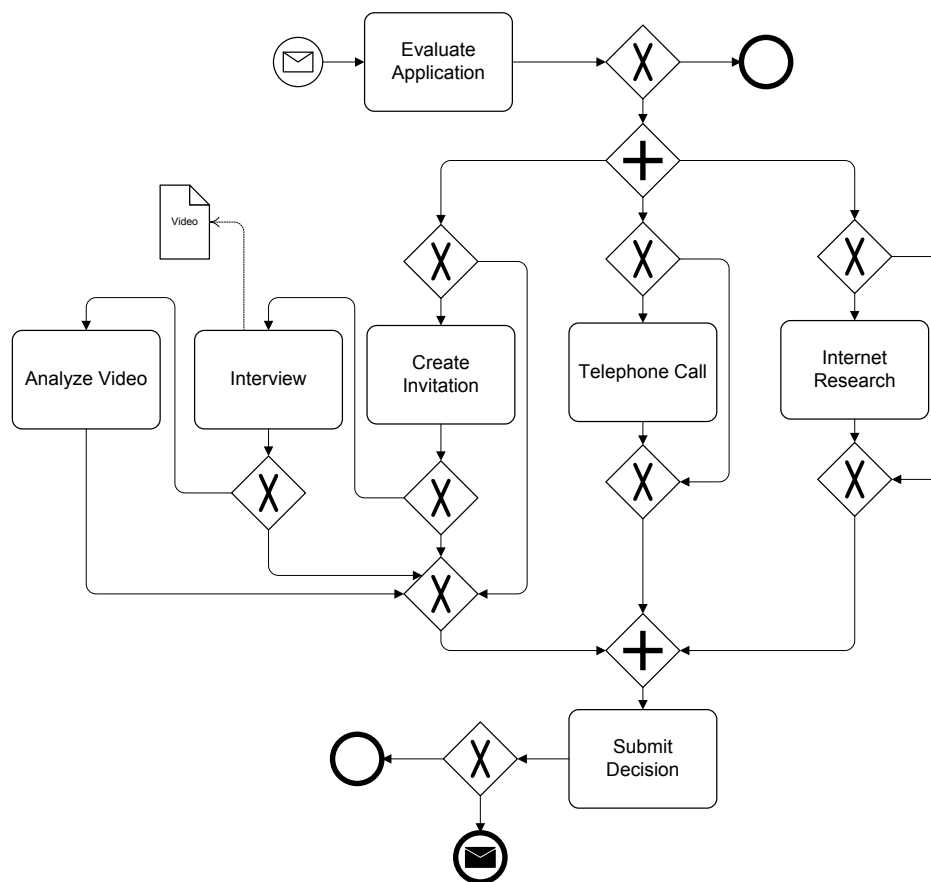 Evaluate
Application
Video
Analyze Video
Interview
Create
Invitation
Telephone Call
Internet
Research
Submit
Decision